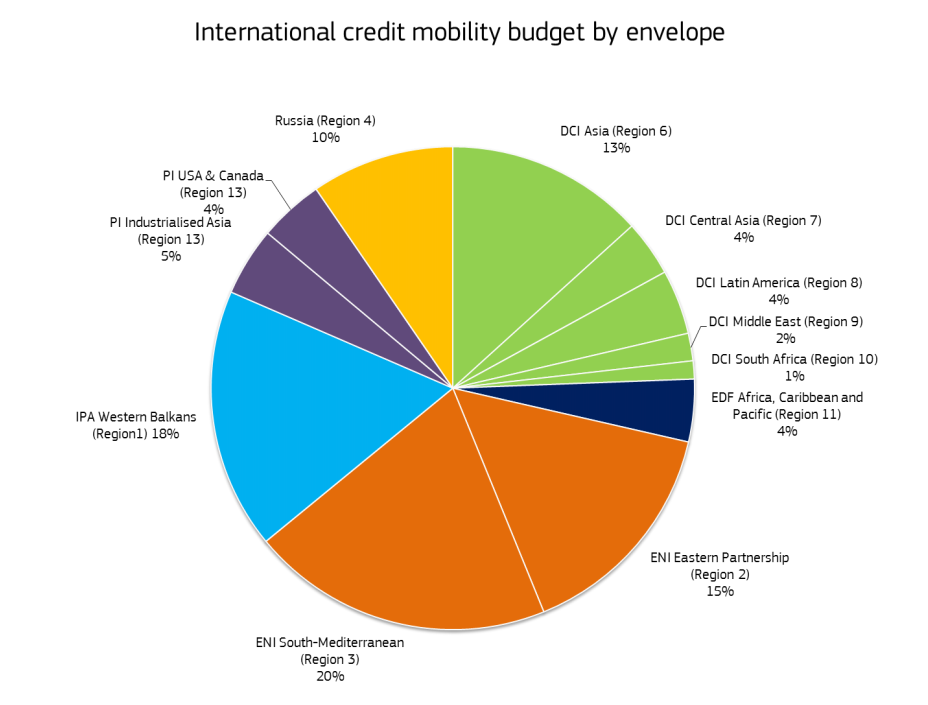 International credit mobility budget by envelope
Russia (Region 4)
10%
DCI Asia (Region 6)
13%
PI USA & Canada
(Region 13)
4%
PI Industrialised Asia
(Region 13)
5%
DCI Central Asia (Region 7)
4%
DCI Latin America (Region 8)
4%
DCI Middle East (Region 9)
2%
DCI South Africa (Region 10)
1%
EDF Africa, Caribbean and
Pacific (Region 11)
4%
IPA Western Balkans
(Region1) 18%
ENI Eastern Partnership
(Region 2)
15%
ENI South-Mediterranean
(Region 3)
20%